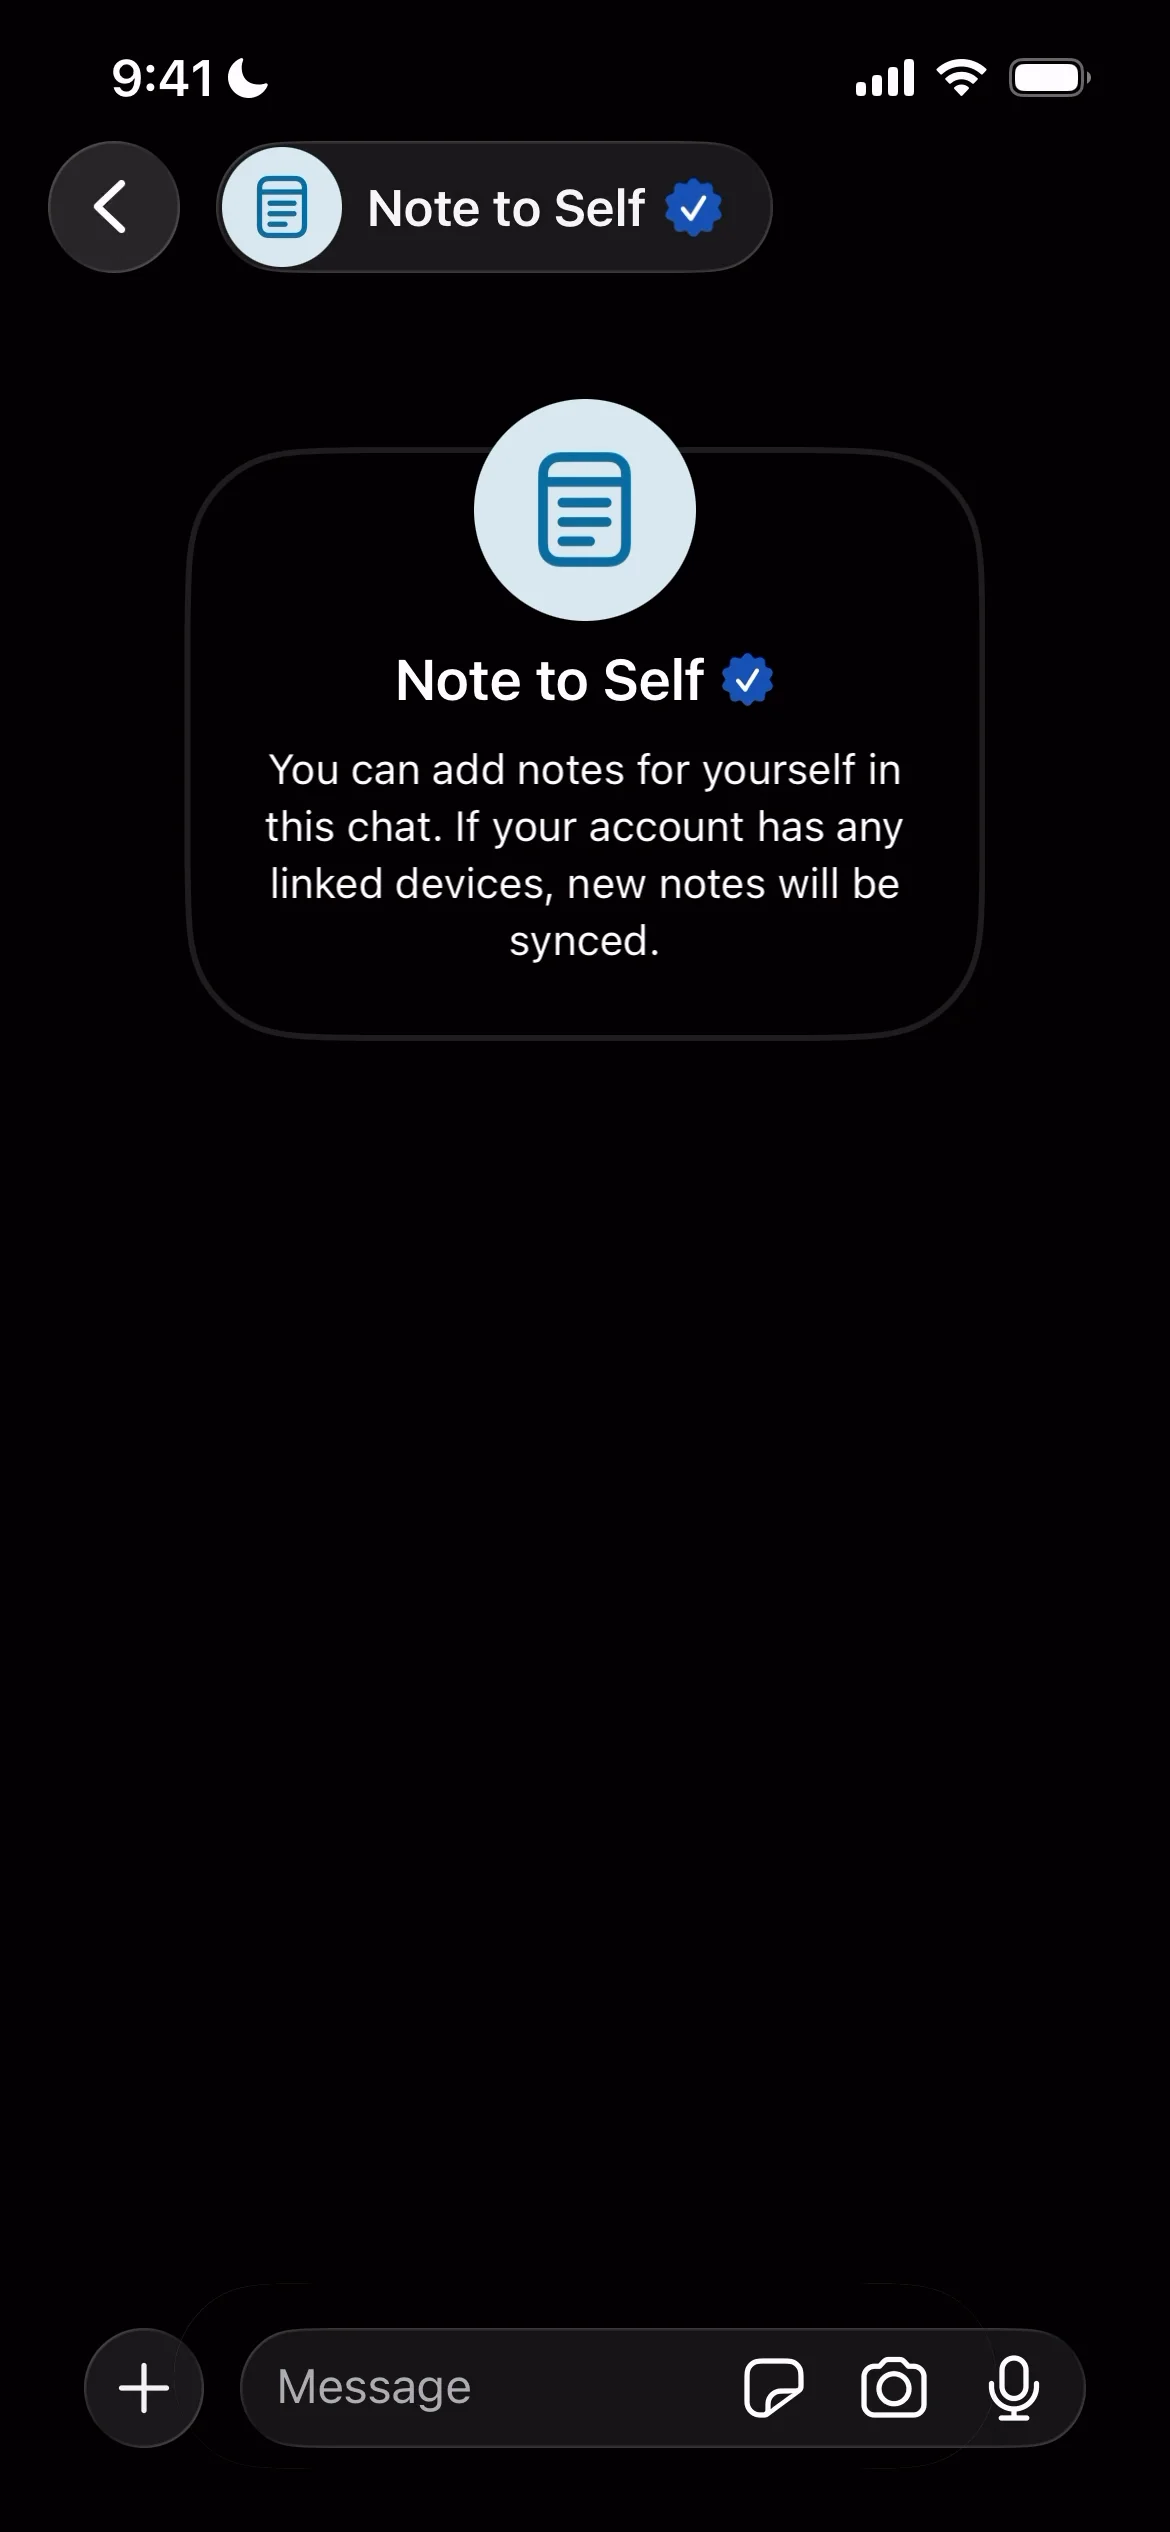 9:41
Note to Self
Note to Self
You can add notes for yourself in
this chat. If your account has any
linked devices, new notes will be
synced.
Message